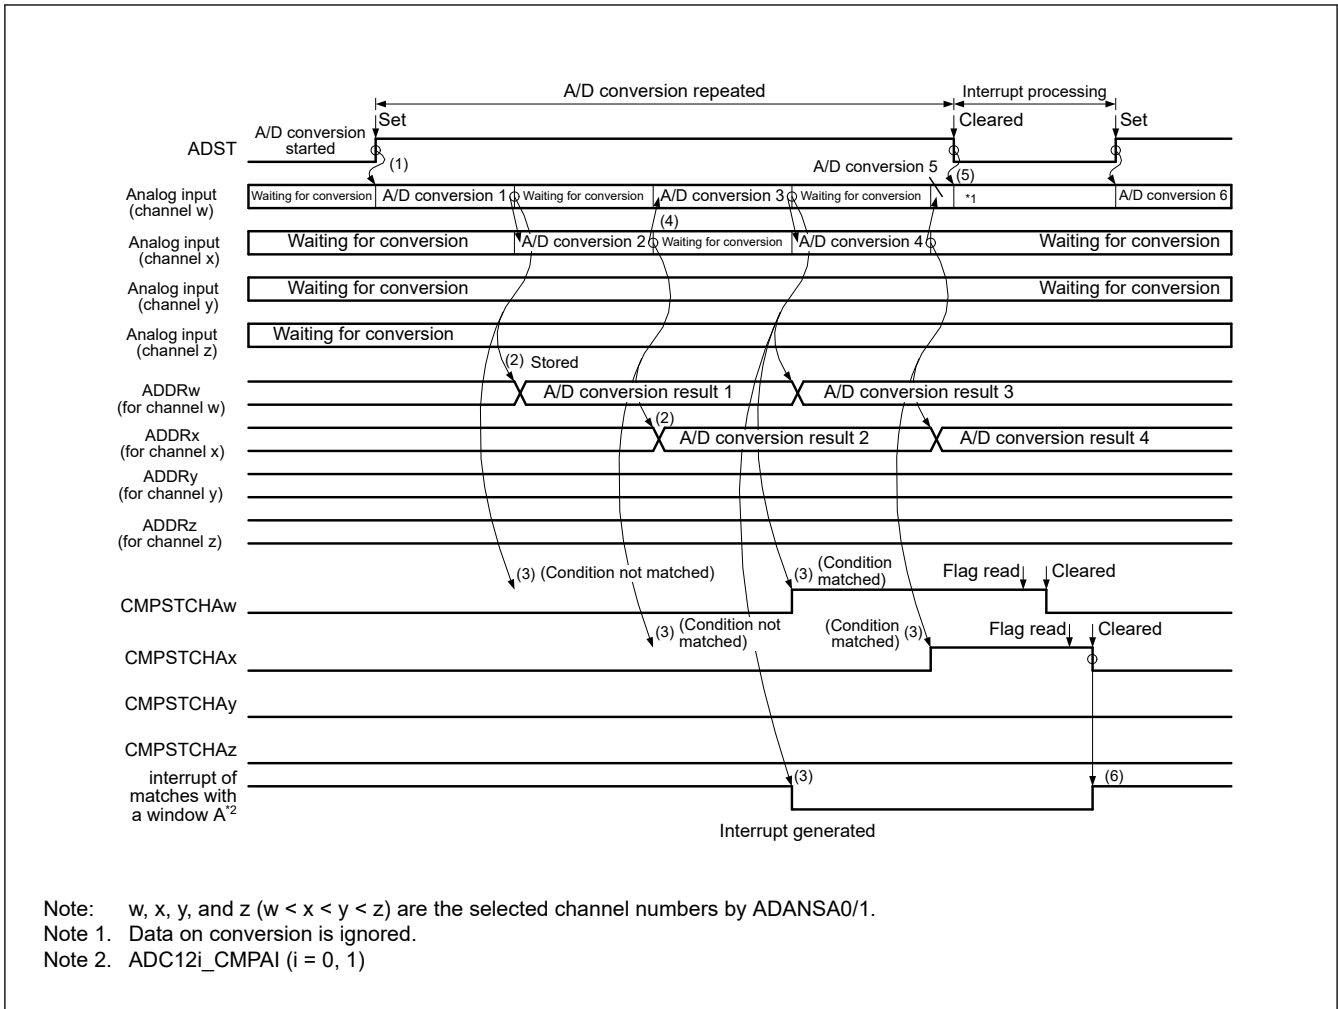 A/D conversion repeated
Interrupt processing
Set
Cleared
Set
A/D conversion
started
ADST
(1)
A/D conversion 5
(5)
Analog input
(channel w)
Waiting for conversion
A/D conversion 1
Waiting for conversion
A/D conversion 3
Waiting for conversion
*1
A/D conversion 6
(4)
Analog input
(channel x)
Waiting for conversion
A/D conversion 2
Waiting for conversion
A/D conversion 4
Waiting for conversion
Analog input
(channel y)
Waiting for conversion
Waiting for conversion
Analog input
(channel z)
Waiting for conversion
(2) Stored
ADDRw
(for channel w)
A/D conversion result 1
A/D conversion result 3
(2)
ADDRx
(for channel x)
A/D conversion result 2
A/D conversion result 4
ADDRy
(for channel y)
ADDRz
(for channel z)
(3) (Condition not matched)
(3) (Condition
matched)
Flag read
Cleared
CMPSTCHAw
(3) (Condition not
matched)
(Condition
matched) (3)
Flag read
Cleared
CMPSTCHAx
CMPSTCHAy
CMPSTCHAz
interrupt of
matches with
a window A*2
(3)
(6)
Interrupt generated
Note: w, x, y, and z (w < x < y < z) are the selected channel numbers by ADANSA0/1.
Note 1. Data on conversion is ignored.
Note 2. ADC12i_CMPAI (i = 0, 1)